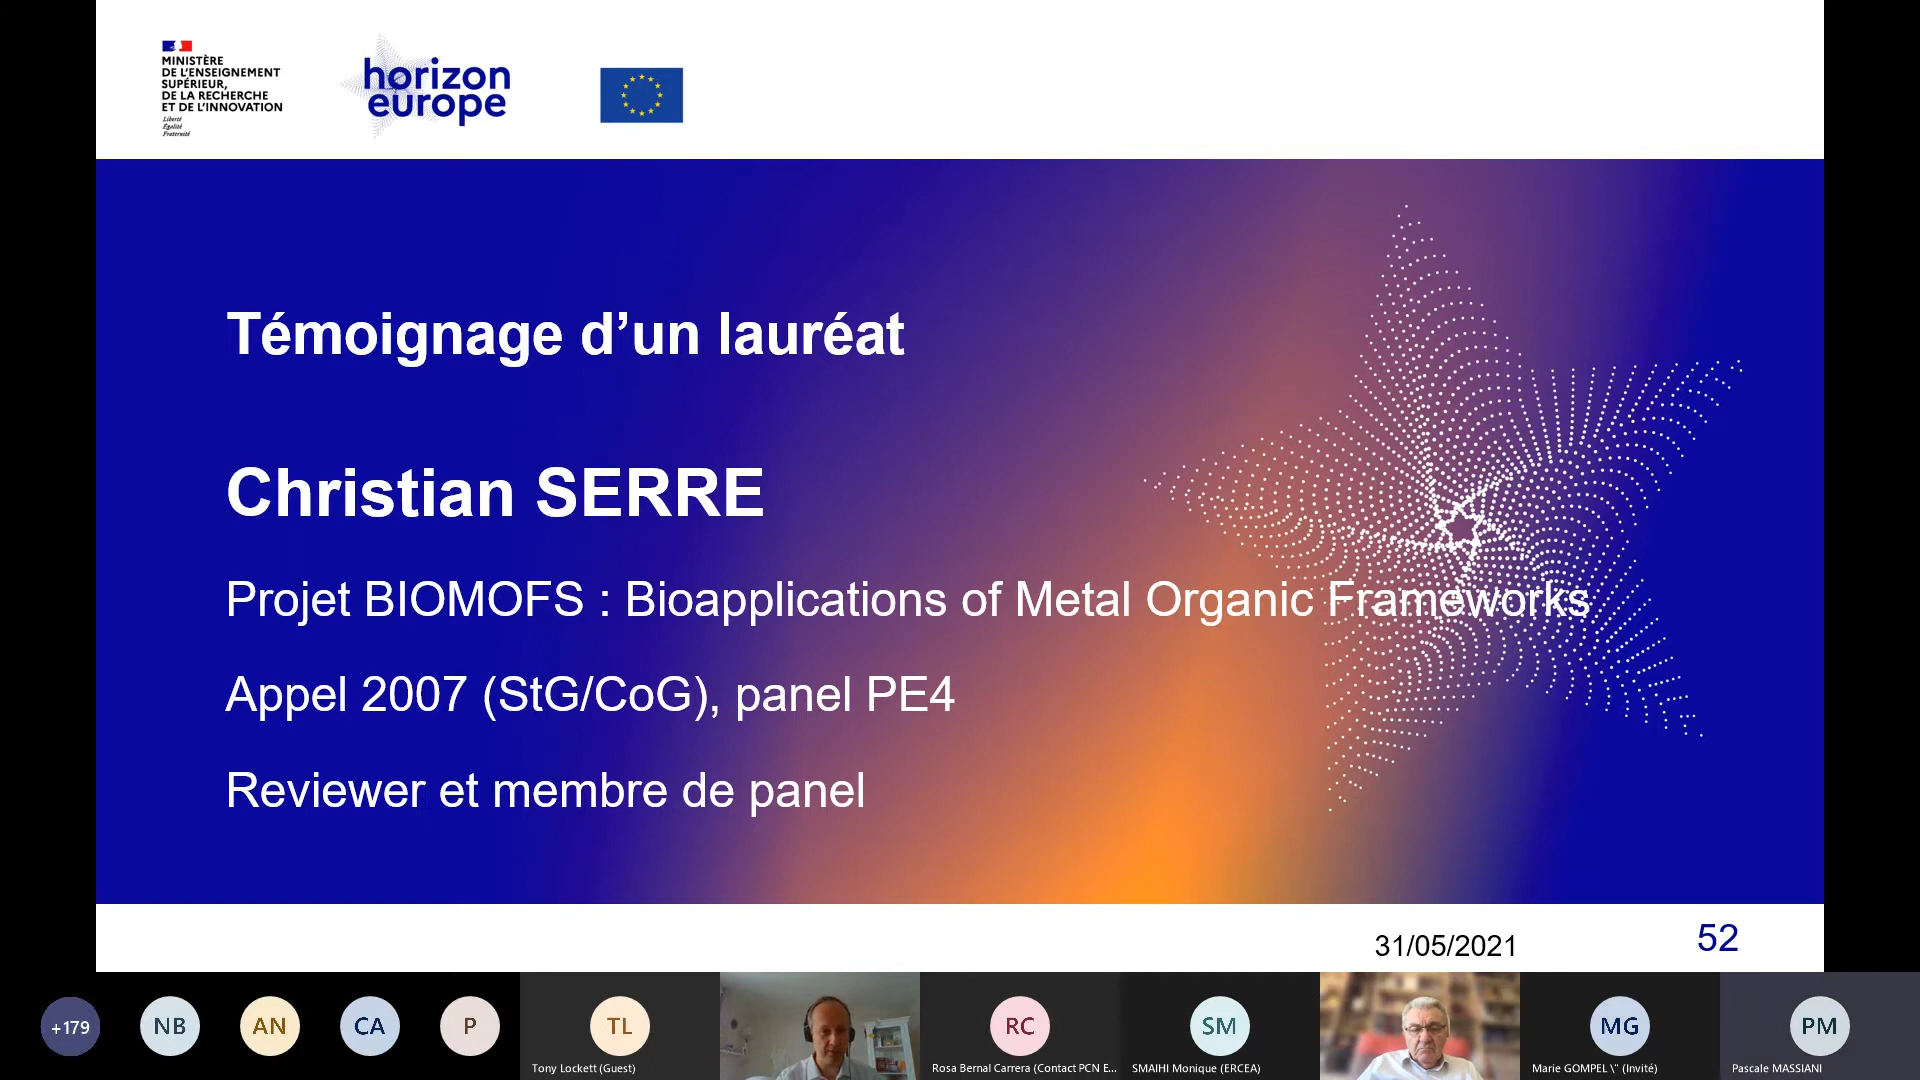 MINISTÈRE
DE L'ENSEIGNEMENT
SUPÉRIEUR,
DE LA RECHERCHE
ET DE L'INNOVATION
Liberté
Égalité
Fraternité
horizon
europe
Témoignage d’un lauréat
Christian SERRE
Projet BIOMOFS : Bioapplications of Metal Organic Frameworks
Appel 2007 (StG/CoG), panel PE4
Reviewer et membre de panel
31/05/2021
52
+179
NB
AN
CA
P
TL
RC
SM
MG
PM
Tony Lockett (Guest)
Rosa Bernal Carrera (Contact PCN E...
SMAIHI Monique (ERCEA)
Marie GOMPEL \" (Invité)
Pascale MASSIANI